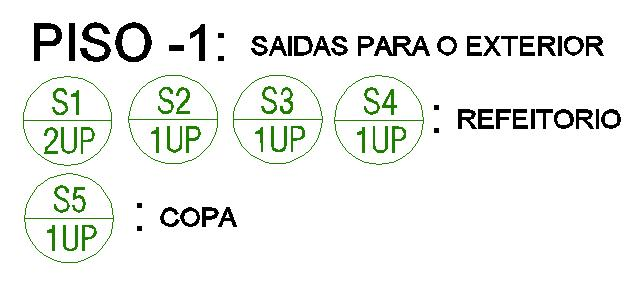 PISO -1: SAIDAS PARA O EXTERIOR
S1 S2 S3 S4 : REFEITORIO
2UP 1UP 1UP 1UP
S5 : COPA
1UP